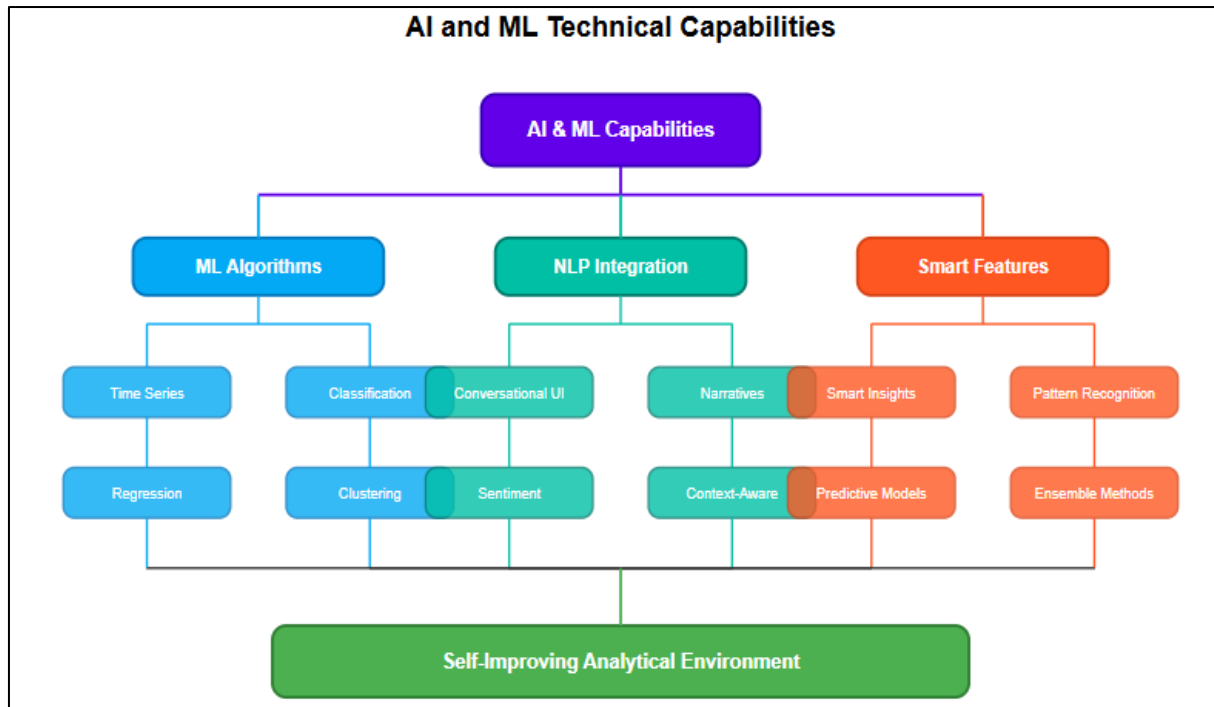 AI and ML Technical Capabilities
AI & ML Capabilities
ML Algorithms
NLP Integration
Smart Features
Time Series
Classification
Conversational UI
Narratives
Smart Insights
Pattern Recognition
Regression
Clustering
Sentiment
Context-Aware
Predictive Models
Ensemble Methods
Self-Improving Analytical Environment